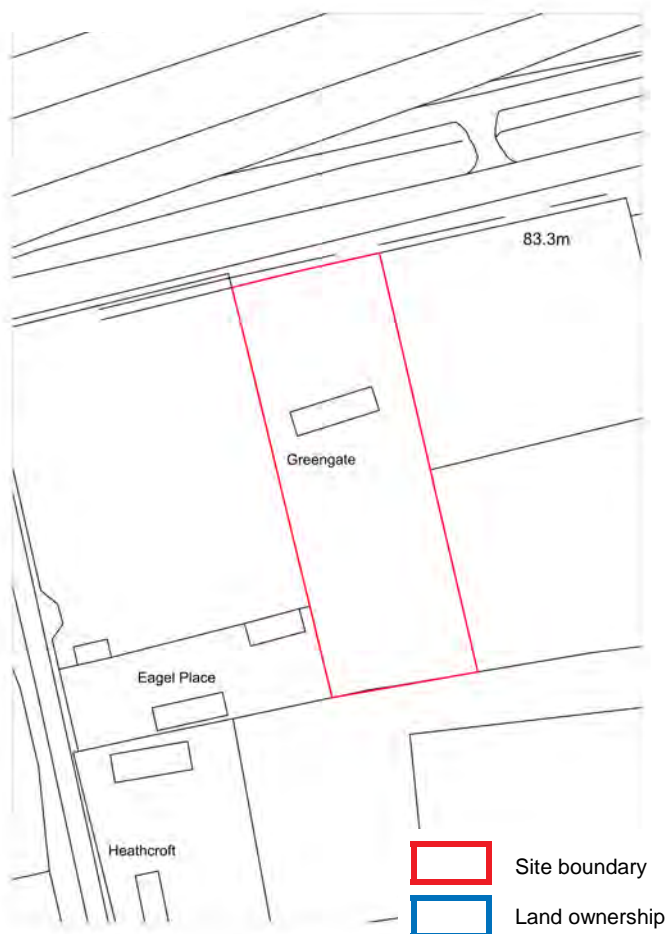 83.3m
Greengate
Eagel Place
Heathcroft
Site boundary
Land ownership